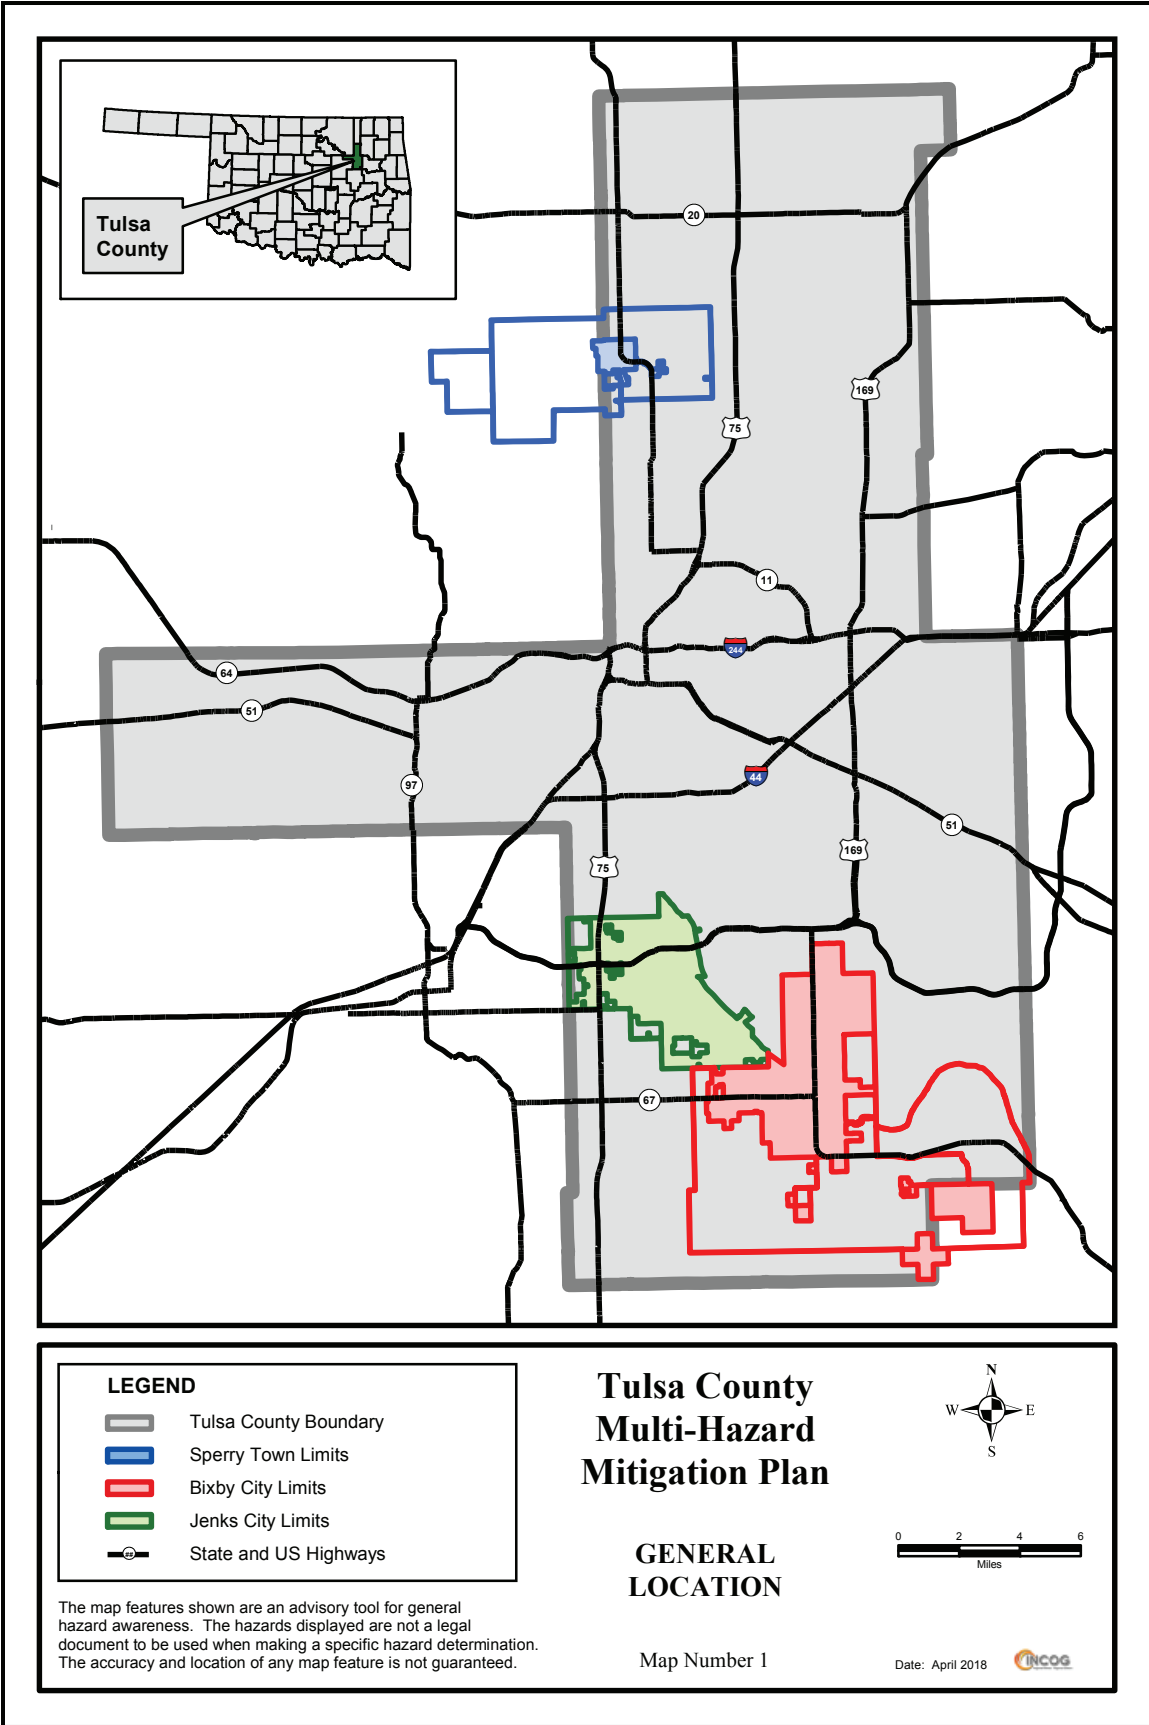 Tulsa
County
20
169
75
11
244
64
51
97
44
51
169
75
67
LEGEND
Tulsa County Boundary
Sperry Town Limits
Bixby City Limits
Jenks City Limits
##
State and US Highways
The map features shown are an advisory tool for general
hazard awareness.  The hazards displayed are not a legal
document to be used when making a specific hazard determination.
The accuracy and location of any map feature is not guaranteed.
Tulsa County
Multi-Hazard
Mitigation Plan
GENERAL
LOCATION
Map Number 1
N
W E
S
0 2 4 6
Miles
Date:  April 2018
INCOG